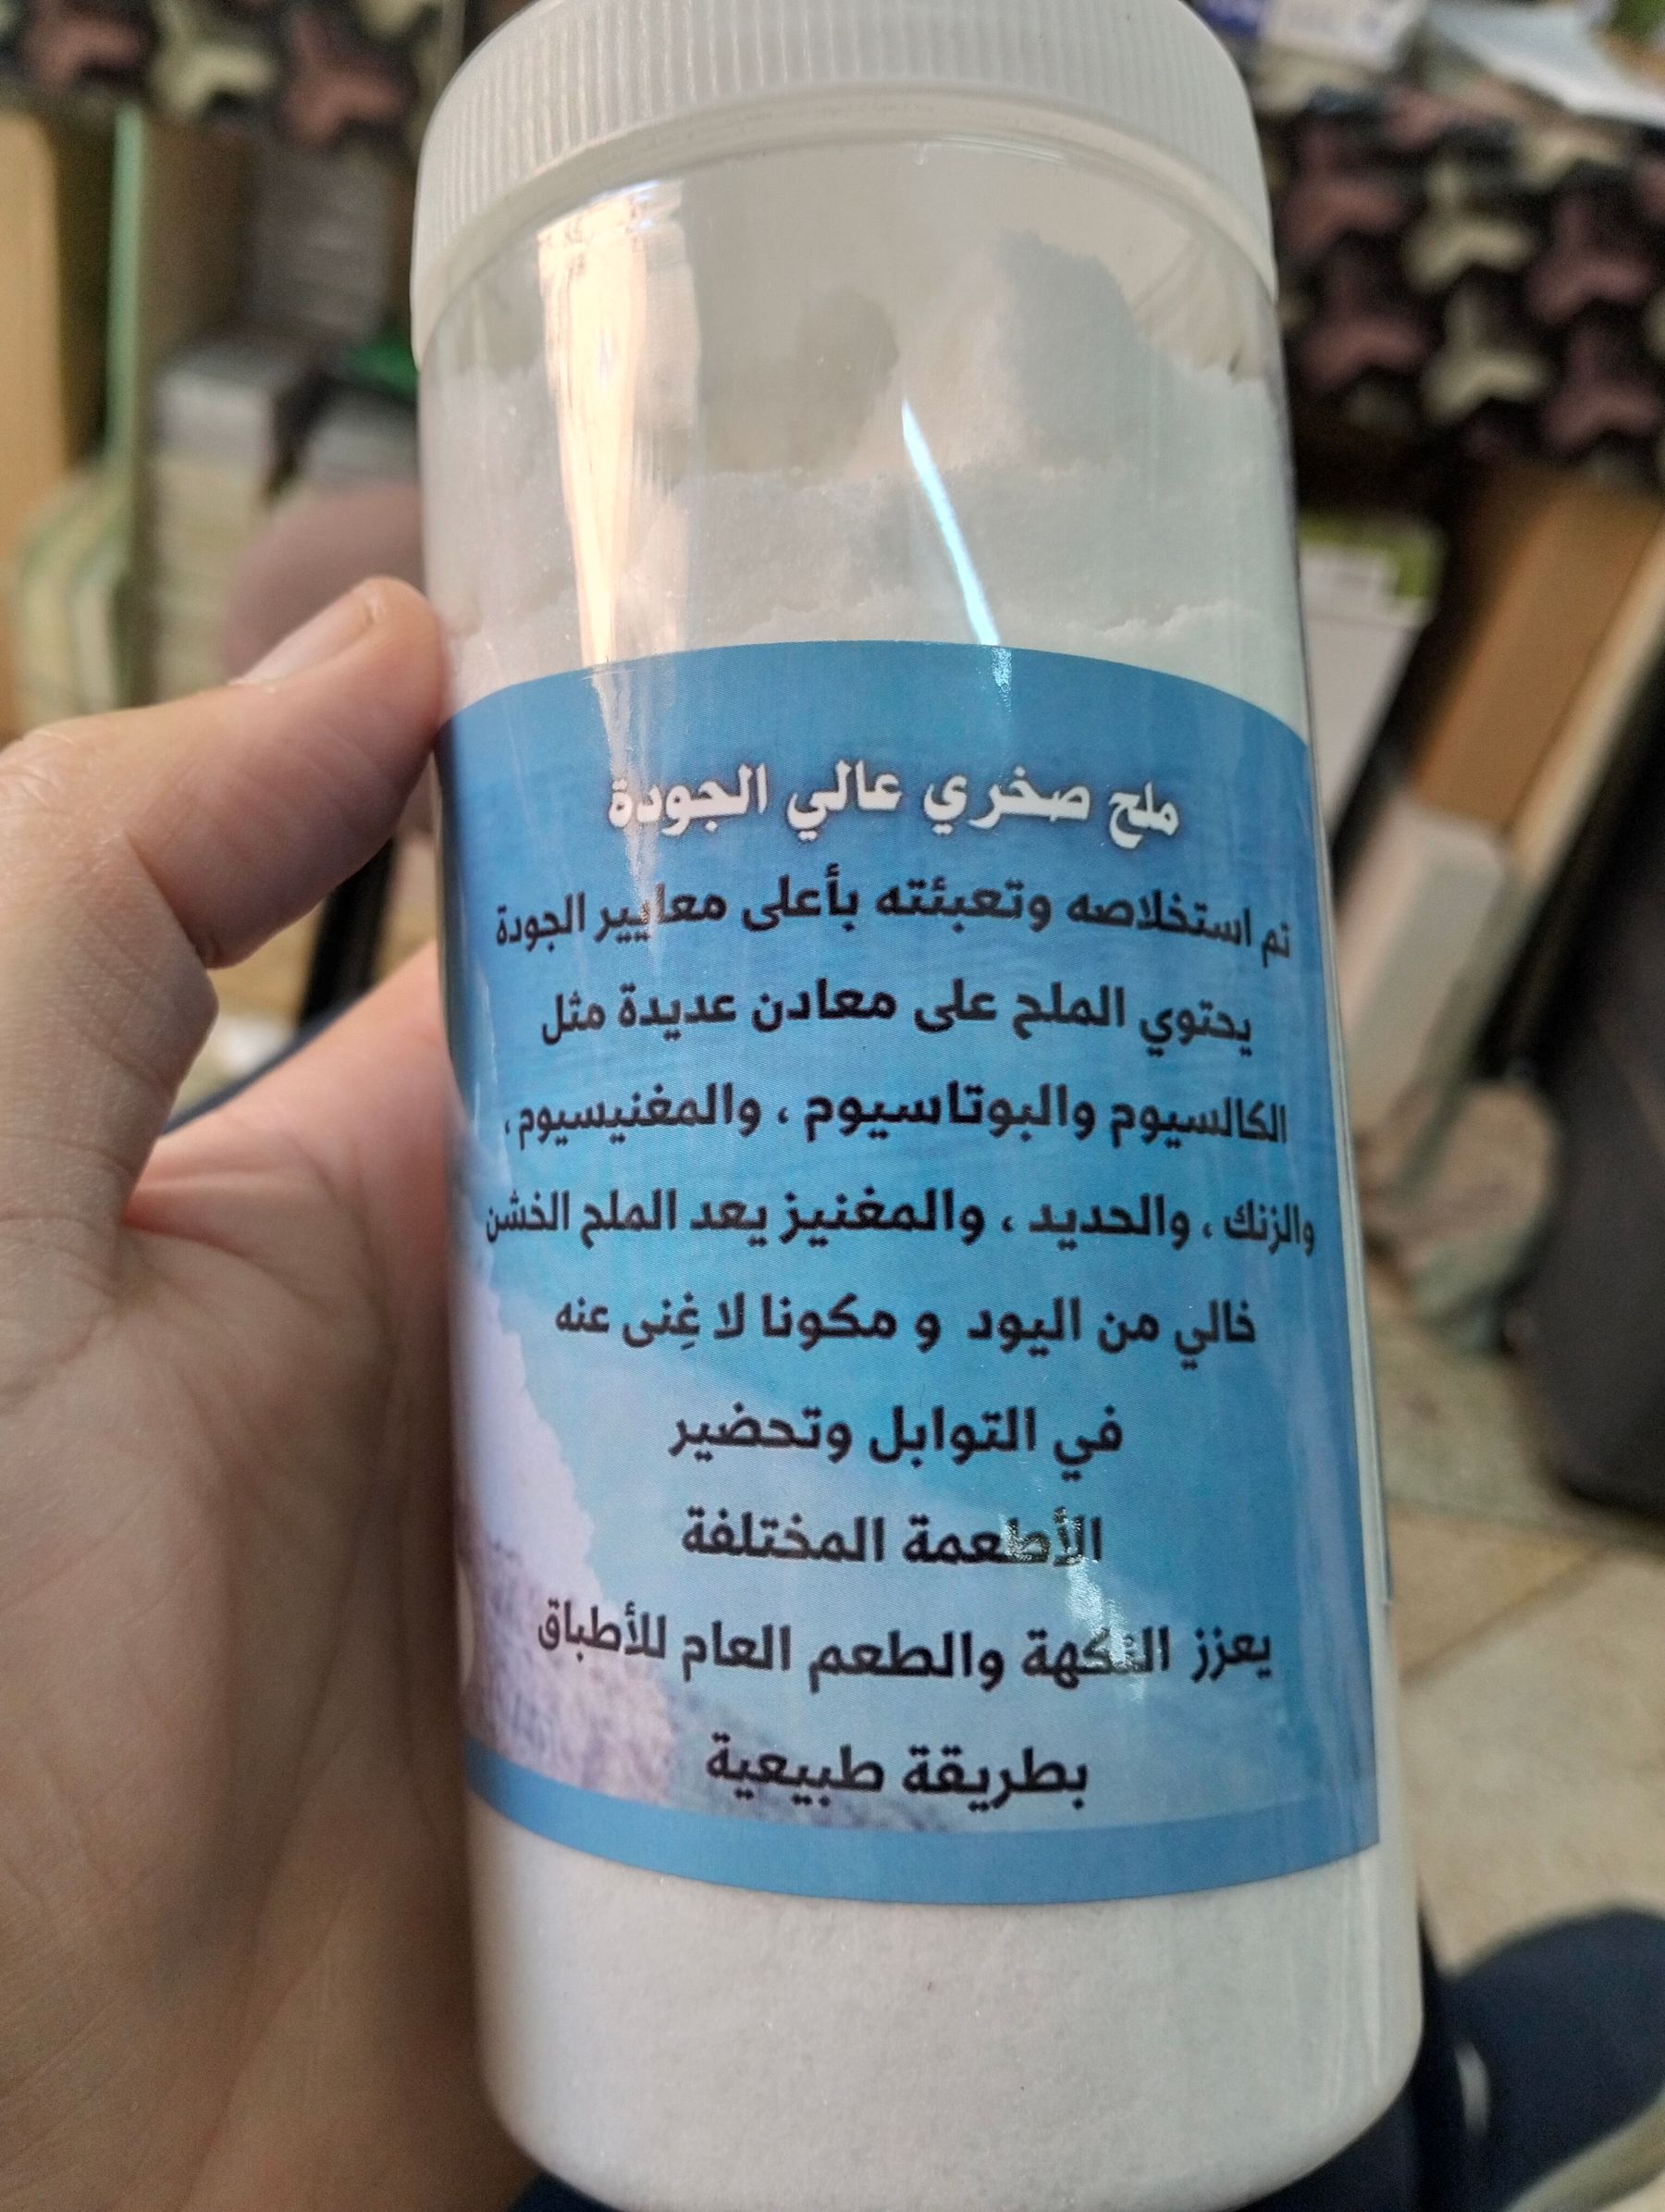 ملح صخري عالي الجودة
تم استخلاصه وتعبئته بأعلى معايير الجودة
يحتوي الملح على معادن عديدة مثل
الكالسيوم والبوتاسيوم ، والمغنيسيوم ،
والزنك ، والحديد ، والمغنيز يعد الملح الخشن
خالي من اليود و مكونا لا غِنى عنه
في التوابل وتحضير
الأطعمة المختلفة
يعزز النكهة والطعم العام للأطباق
بطريقة طبيعية